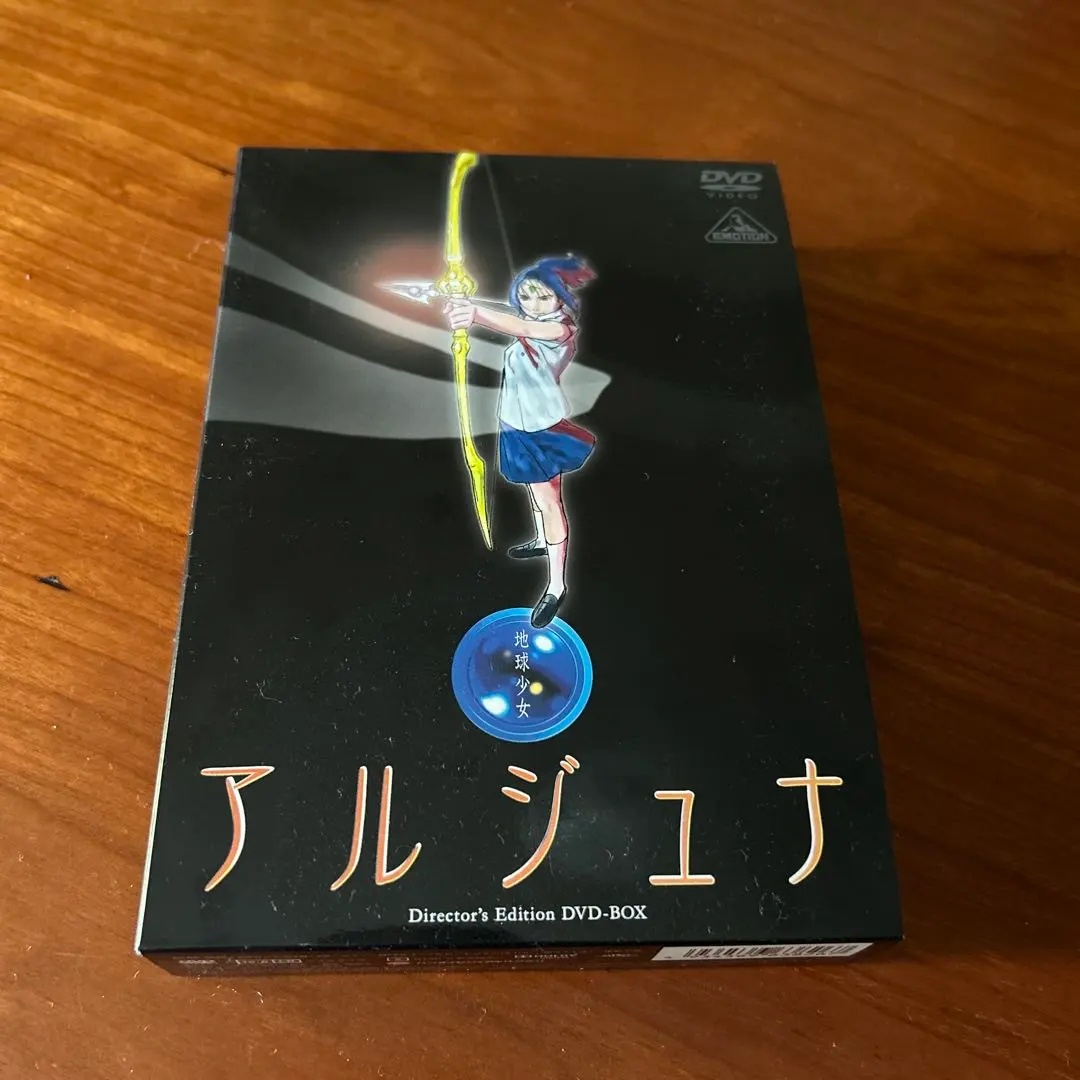 DVD
VIDEO
EMOTION
地球少女
アルジュナ
Director's Edition DVD-BOX